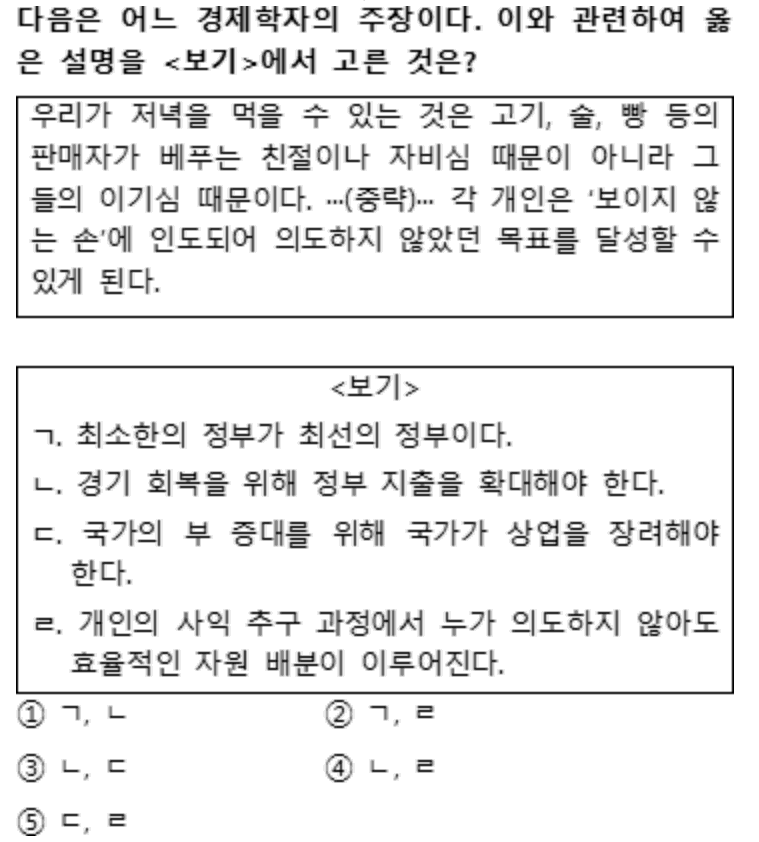 다음은 어느 경제학자의 주장이다. 이와 관련하여 옳
은 설명을 <보기>에서 고른 것은?
우리가 저녁을 먹을 수 있는 것은 고기, 술, 빵 등의
판매자가 베푸는 친절이나 자비심 때문이 아니라 그
들의 이기심 때문이다. …(중략)… 각 개인은 '보이지 않
는 손'에 인도되어 의도하지 않았던 목표를 달성할 수
있게 된다.
<보기>
ㄱ. 최소한의 정부가 최선의 정부이다.
ㄴ. 경기 회복을 위해 정부 지출을 확대해야 한다.
ㄷ. 국가의 부 증대를 위해 국가가 상업을 장려해야
한다.
ㄹ. 개인의 사익 추구 과정에서 누가 의도하지 않아도
효율적인 자원 배분이 이루어진다.
① ㄱ, ㄴ ② ㄱ, ㄹ
③ ㄴ, ㄷ ④ ㄴ, ㄹ
⑤ ㄷ, ㄹ